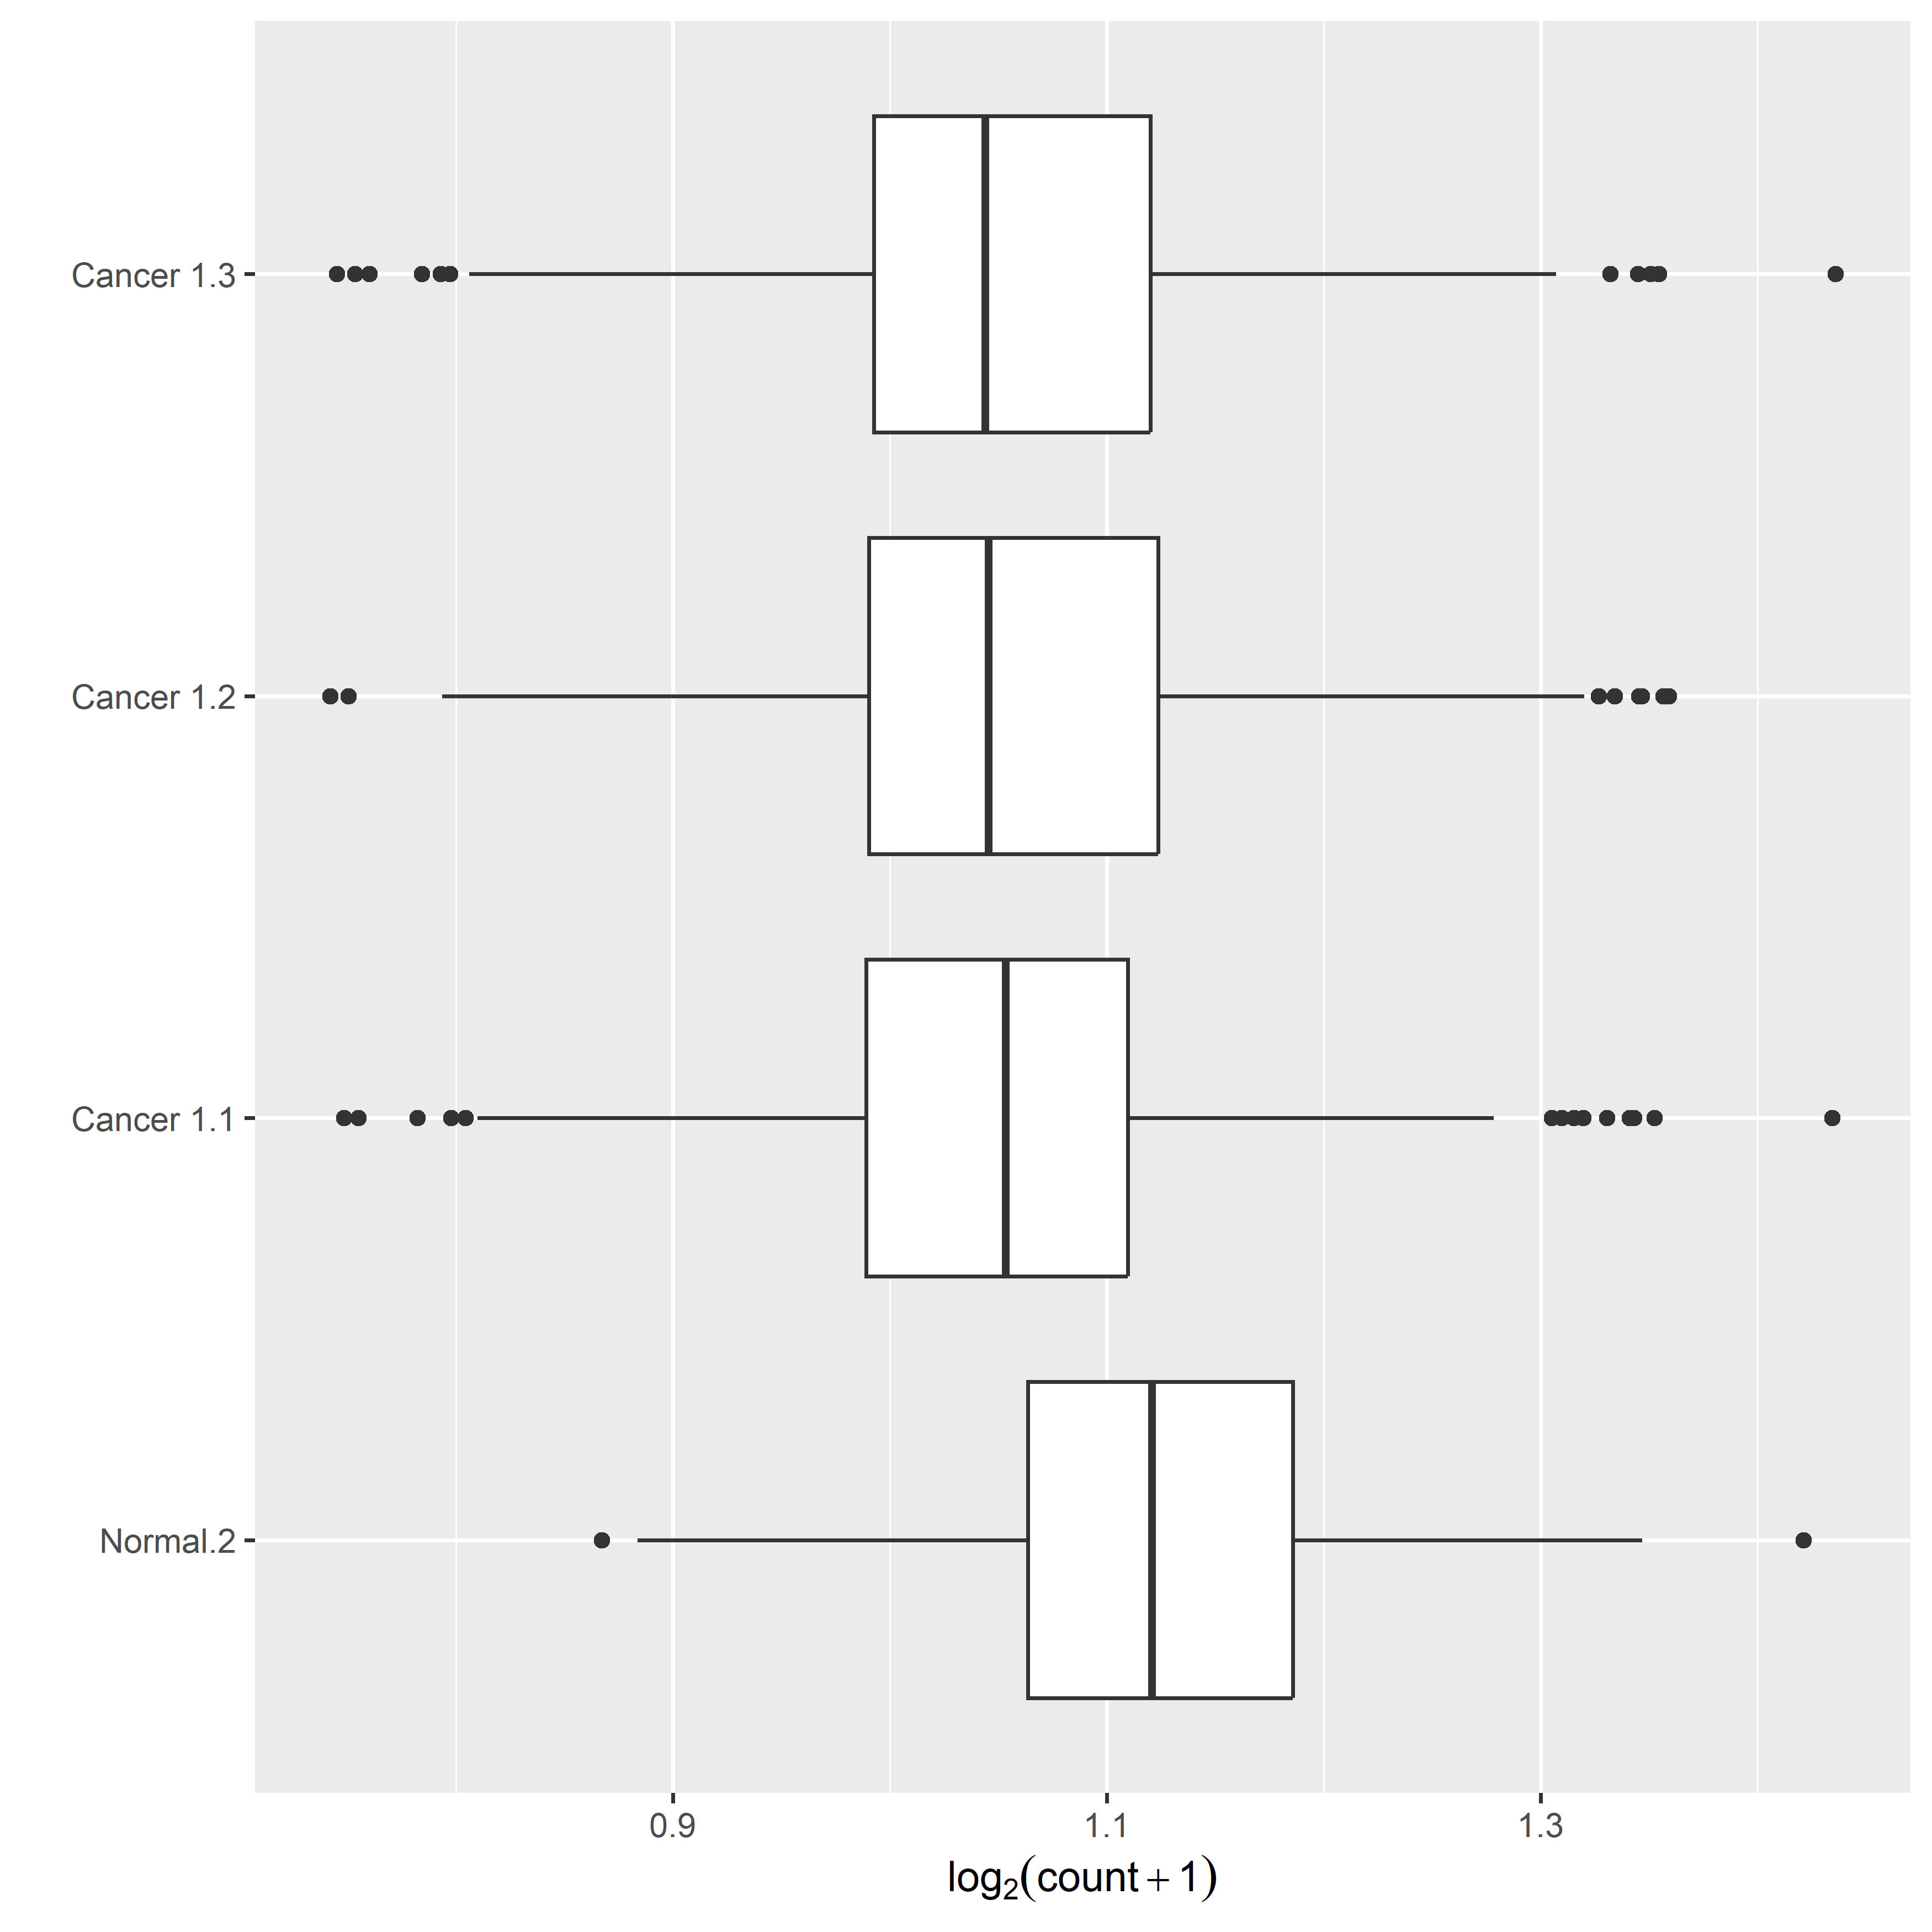 Cancer 1.3
Cancer 1.2
Cancer 1.1
Normal.2
0.9 1.1 1.3
log₂(count + 1)